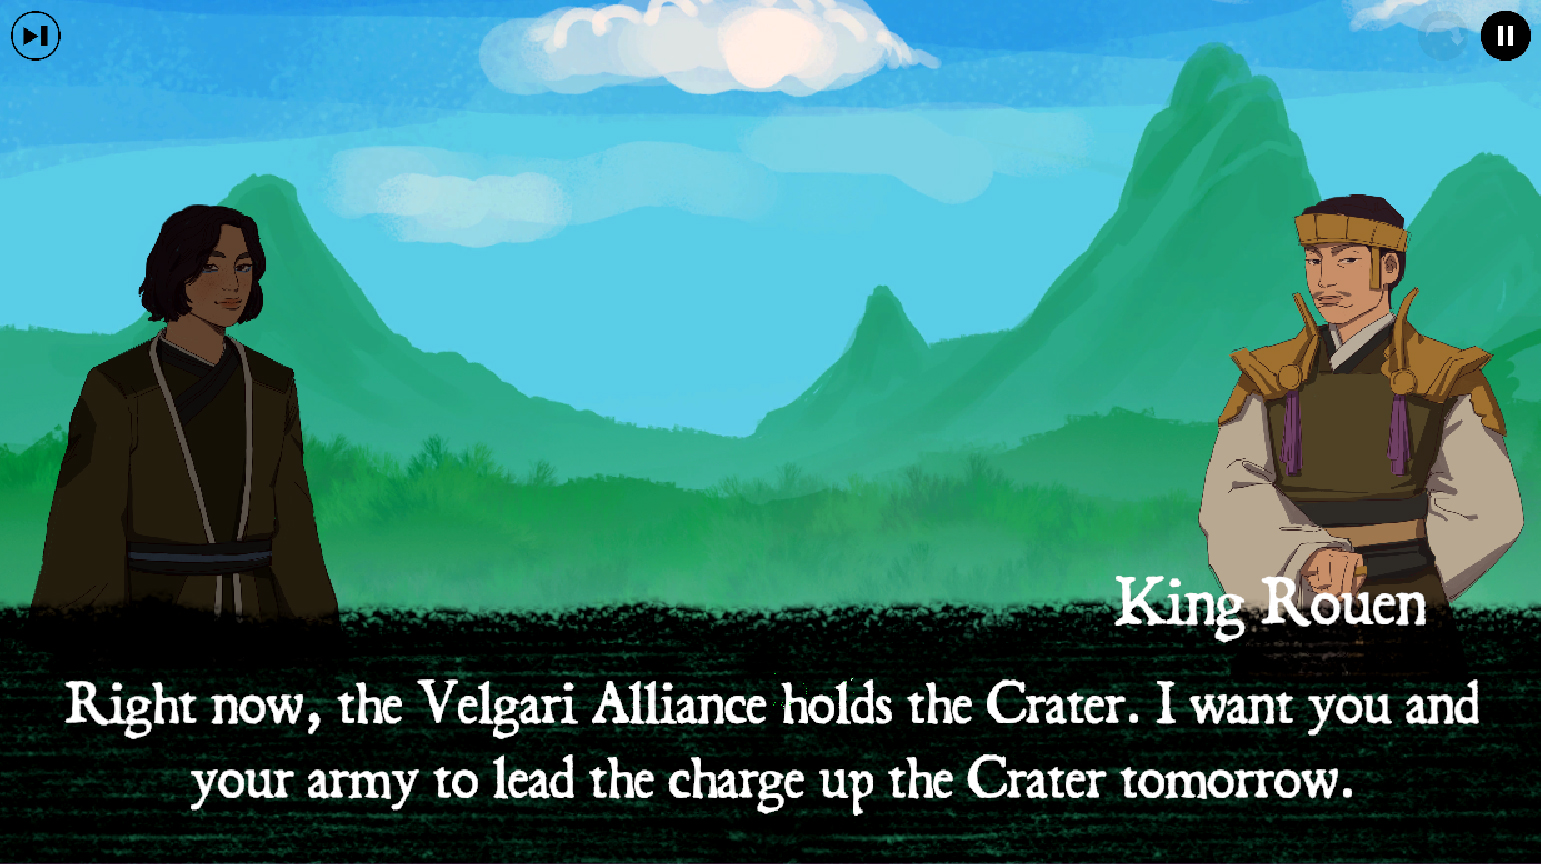 King Rouen
Right now, the Velgari Alliance holds the Crater. I want you and
your army to lead the charge up the Crater tomorrow.